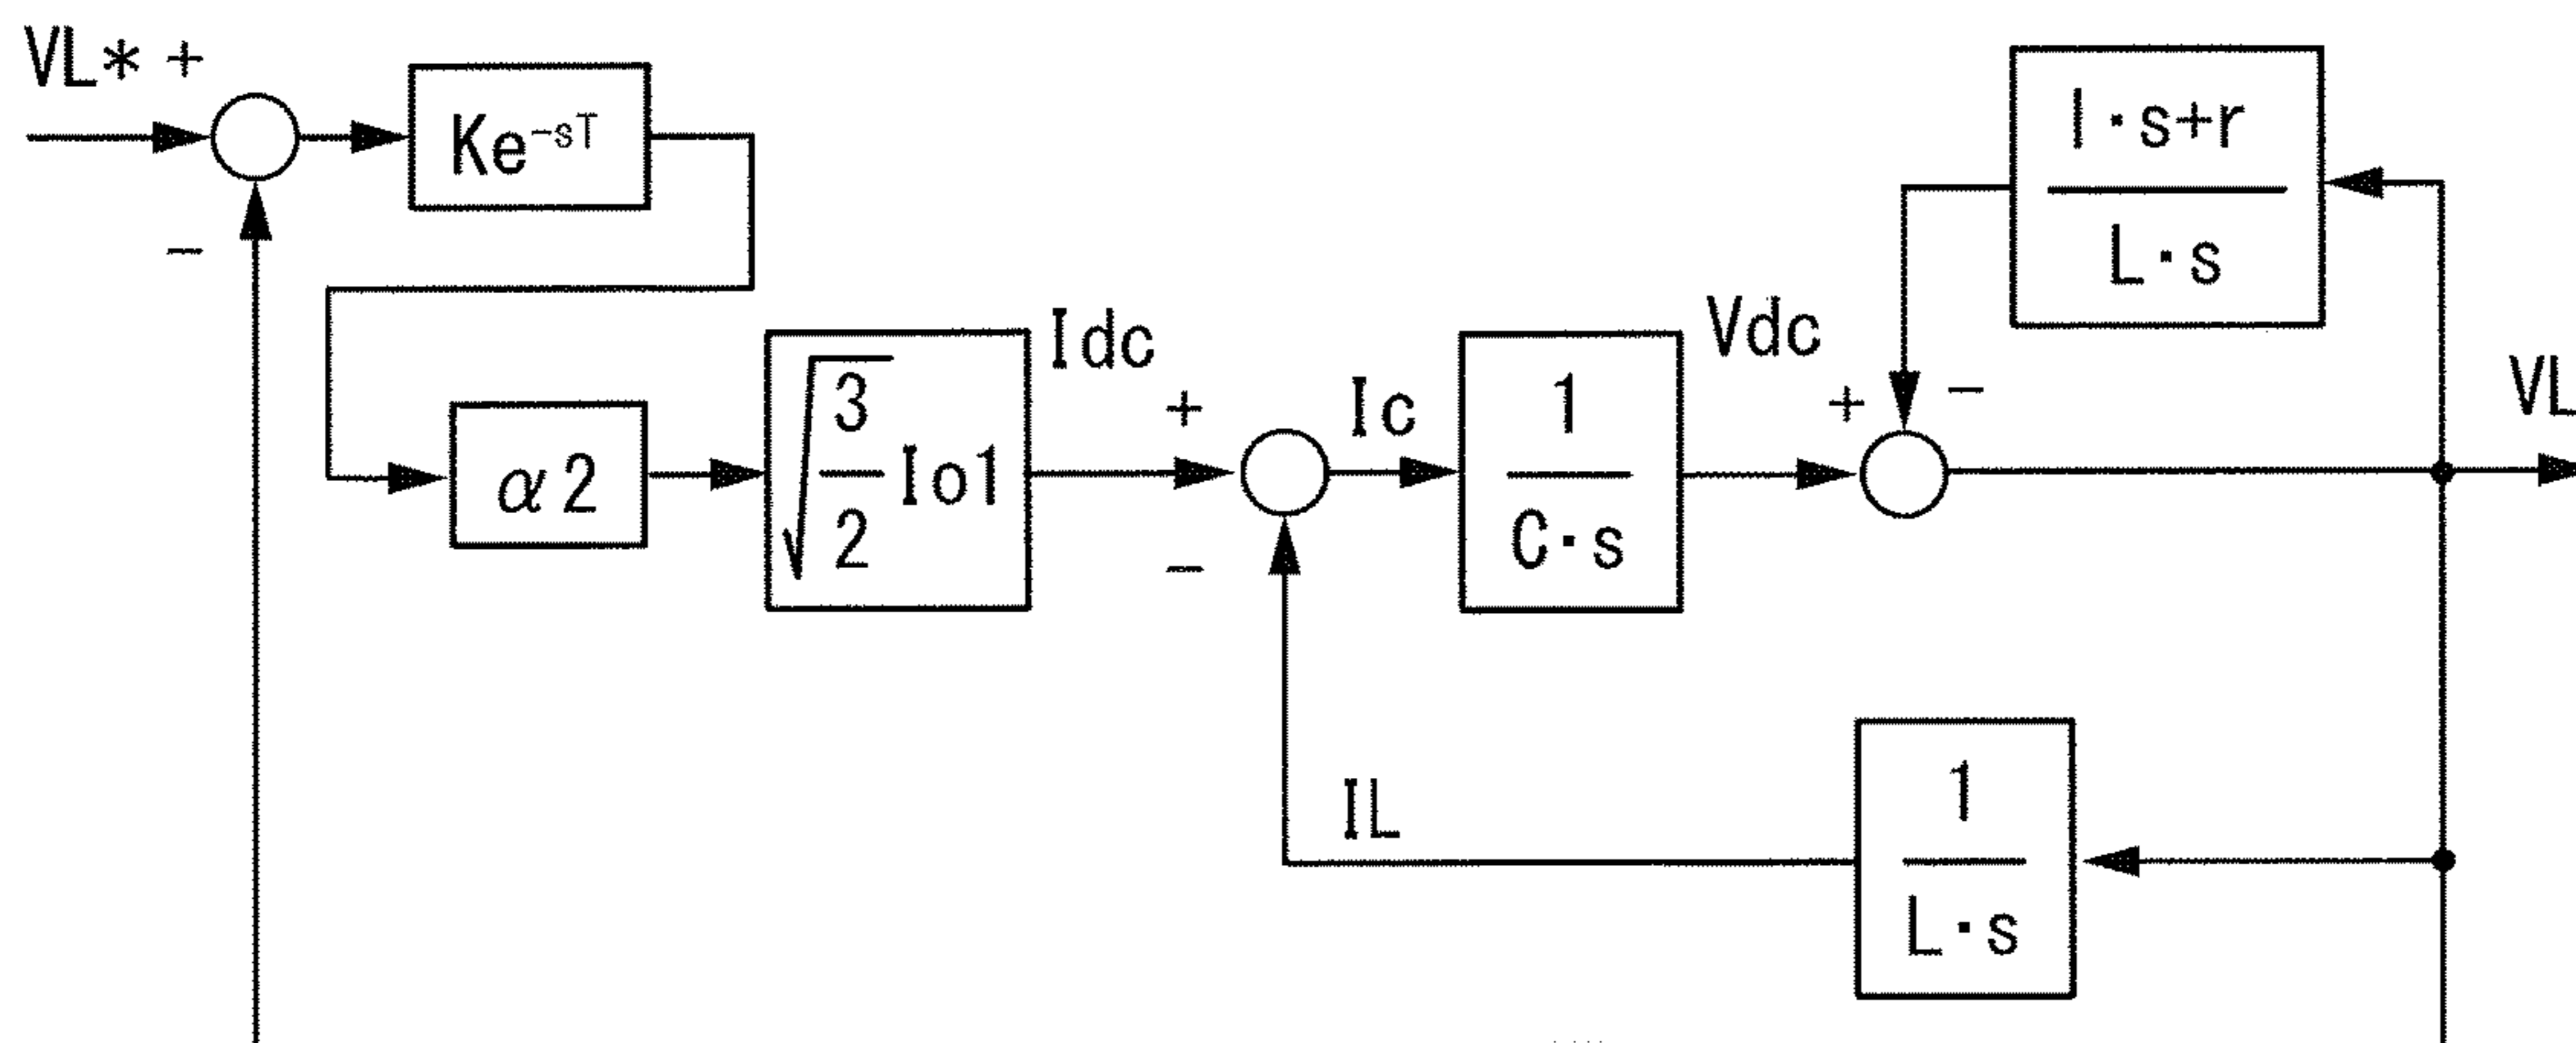 VL* +
Ke^-sT
−
α2
√3/2 Io1
Idc
+
−
Ic
1
C·s
Vdc
+
−
l·s+r
L·s
VL
IL
1
L·s